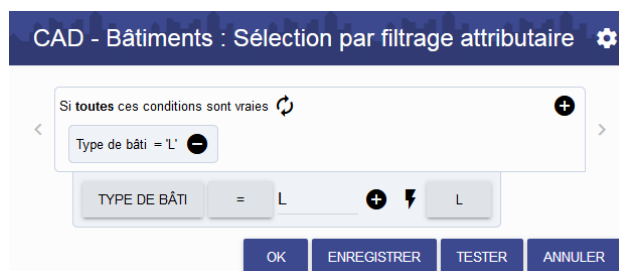 CAD - Bâtiments : Sélection par filtrage attributaire
Si toutes ces conditions sont vraies
Type de bâti = 'L'
TYPE DE BÂTI = L L
OK ENREGISTRER TESTER ANNULER